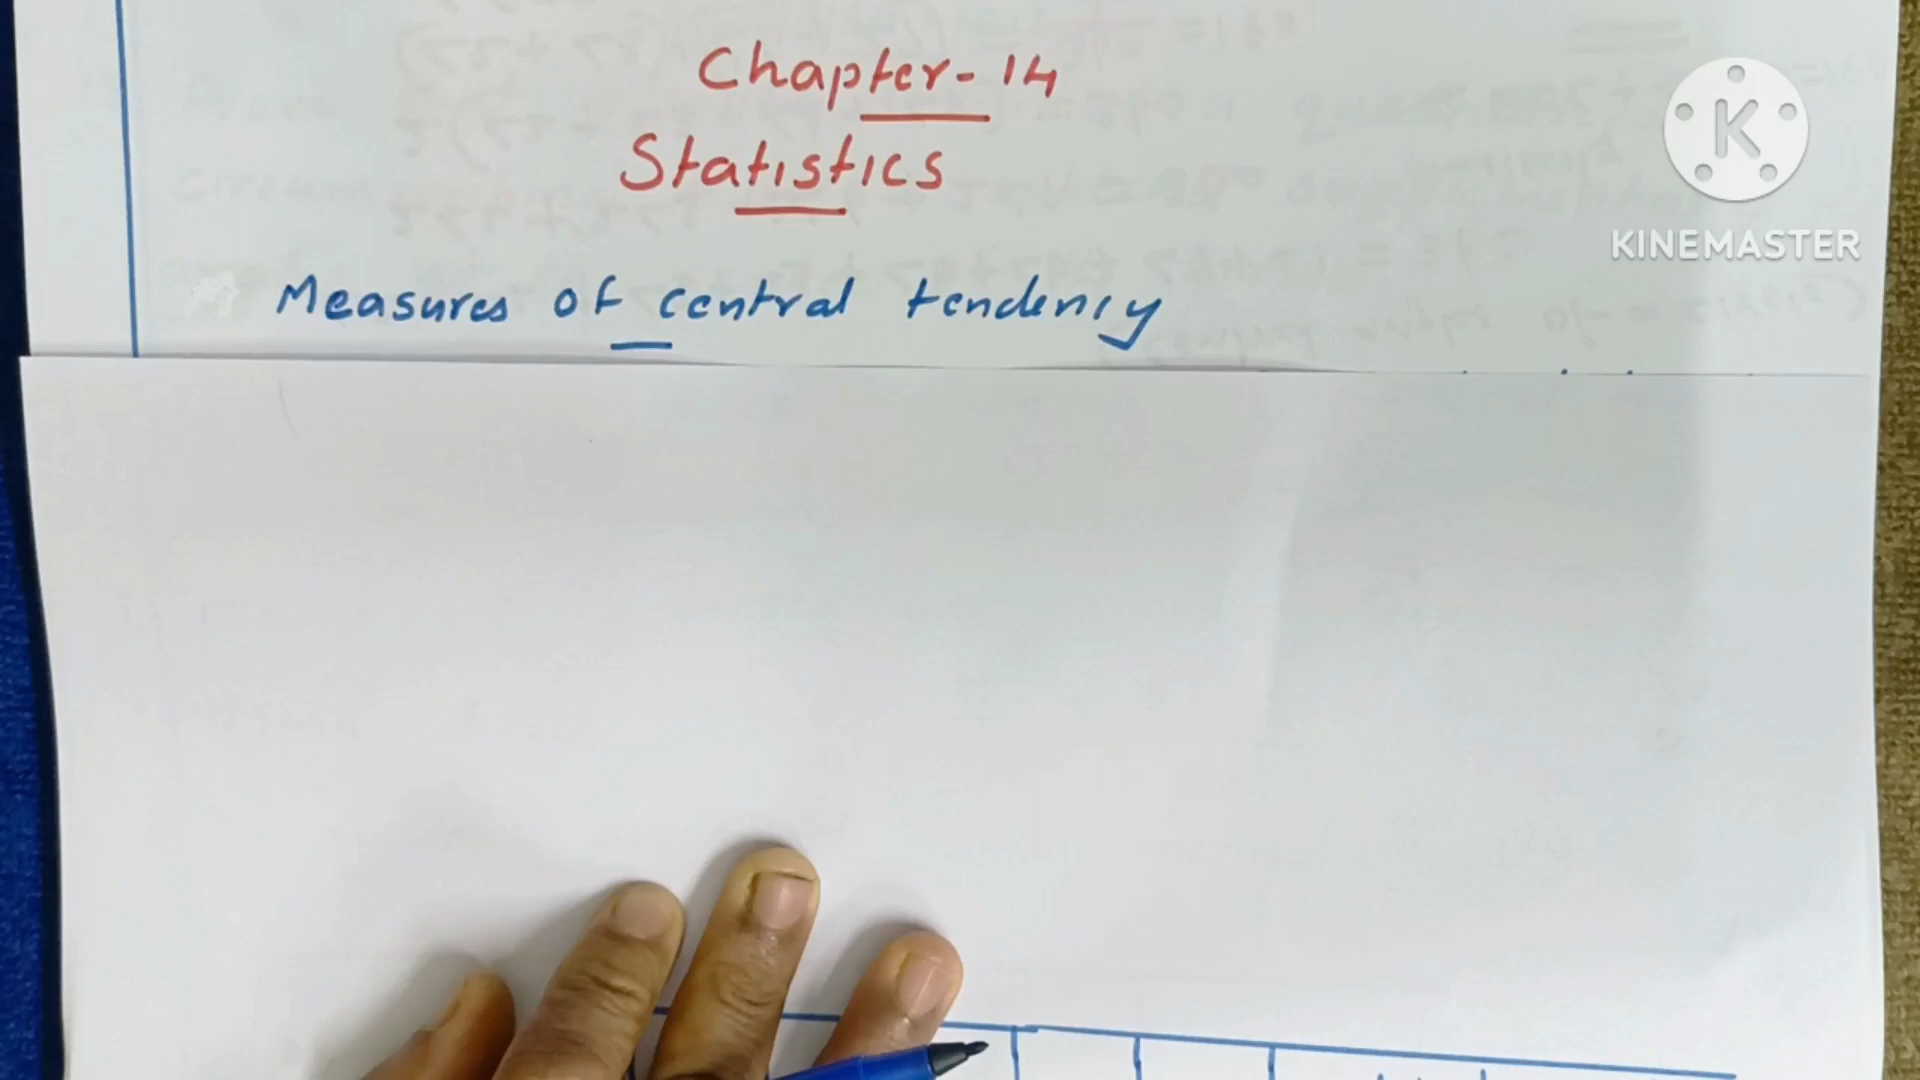 Chapter-14
Statistics
Measures of central tendency
K
KINEMASTER